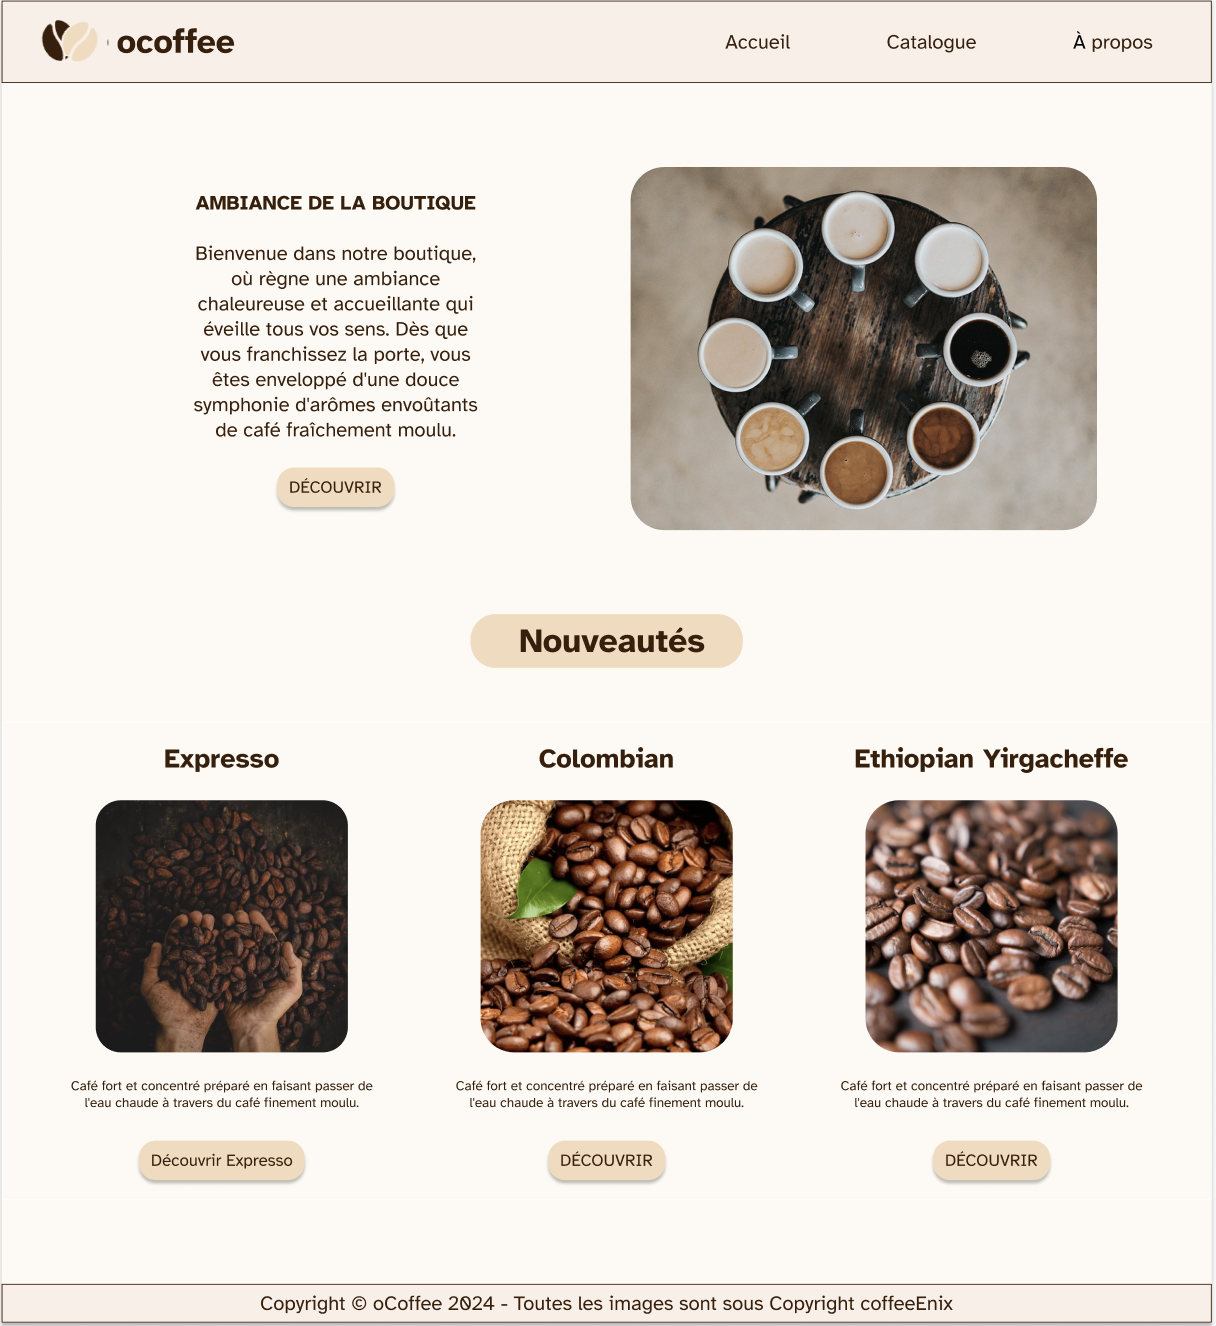 ocoffee
Accueil
Catalogue
À propos
AMBIANCE DE LA BOUTIQUE
Bienvenue dans notre boutique,
où règne une ambiance
chaleureuse et accueillante qui
éveille tous vos sens. Dès que
vous franchissez la porte, vous
êtes enveloppé d'une douce
symphonie d'arômes envoûtants
de café fraîchement moulu.
DÉCOUVRIR
Nouveautés
Expresso
Colombian
Ethiopian Yirgacheffe
Café fort et concentré préparé en faisant passer de
l'eau chaude à travers du café finement moulu.
Café fort et concentré préparé en faisant passer de
l'eau chaude à travers du café finement moulu.
Café fort et concentré préparé en faisant passer de
l'eau chaude à travers du café finement moulu.
Découvrir Expresso
DÉCOUVRIR
DÉCOUVRIR
Copyright © oCoffee 2024 - Toutes les images sont sous Copyright coffeeEnix